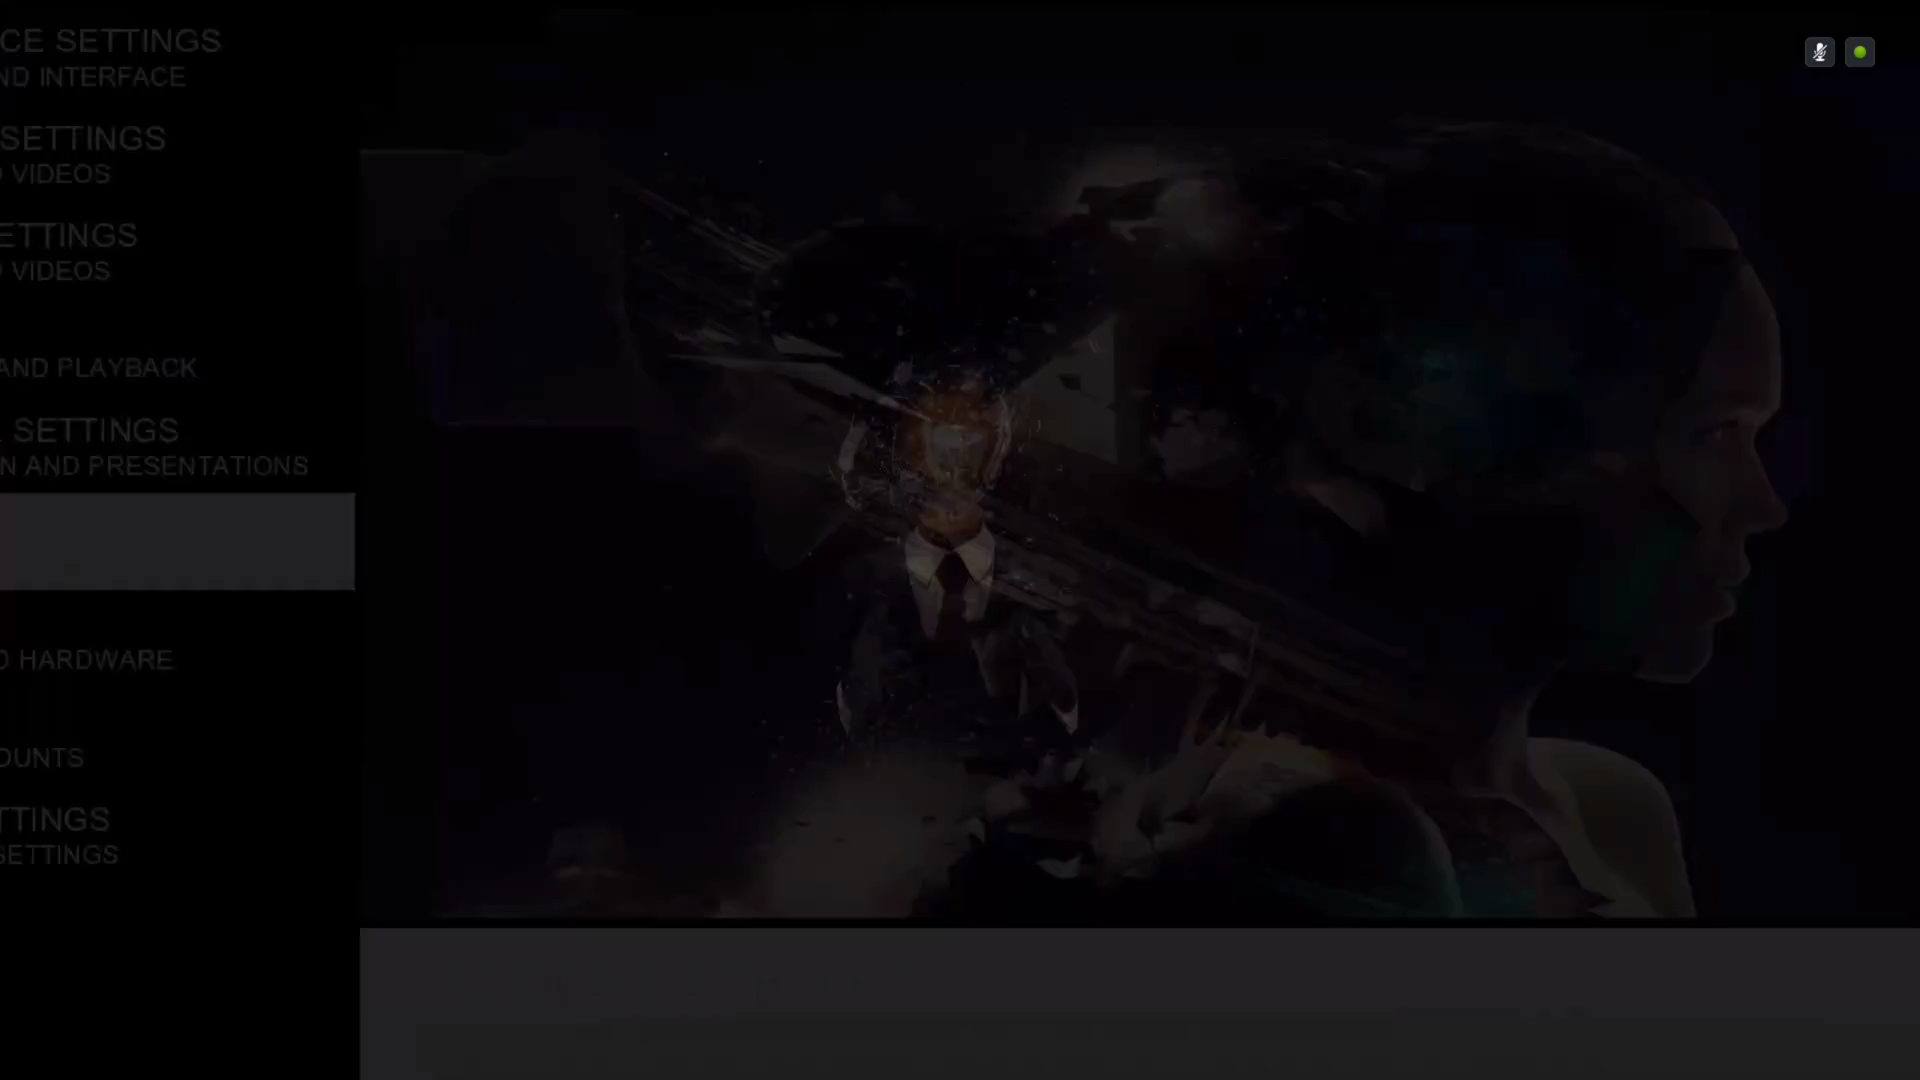 CE SETTINGS
ND INTERFACE
SETTINGS
VIDEOS
ETTINGS
VIDEOS
AND PLAYBACK
SETTINGS
N AND PRESENTATIONS
HARDWARE
OUNTS
TTINGS
SETTINGS